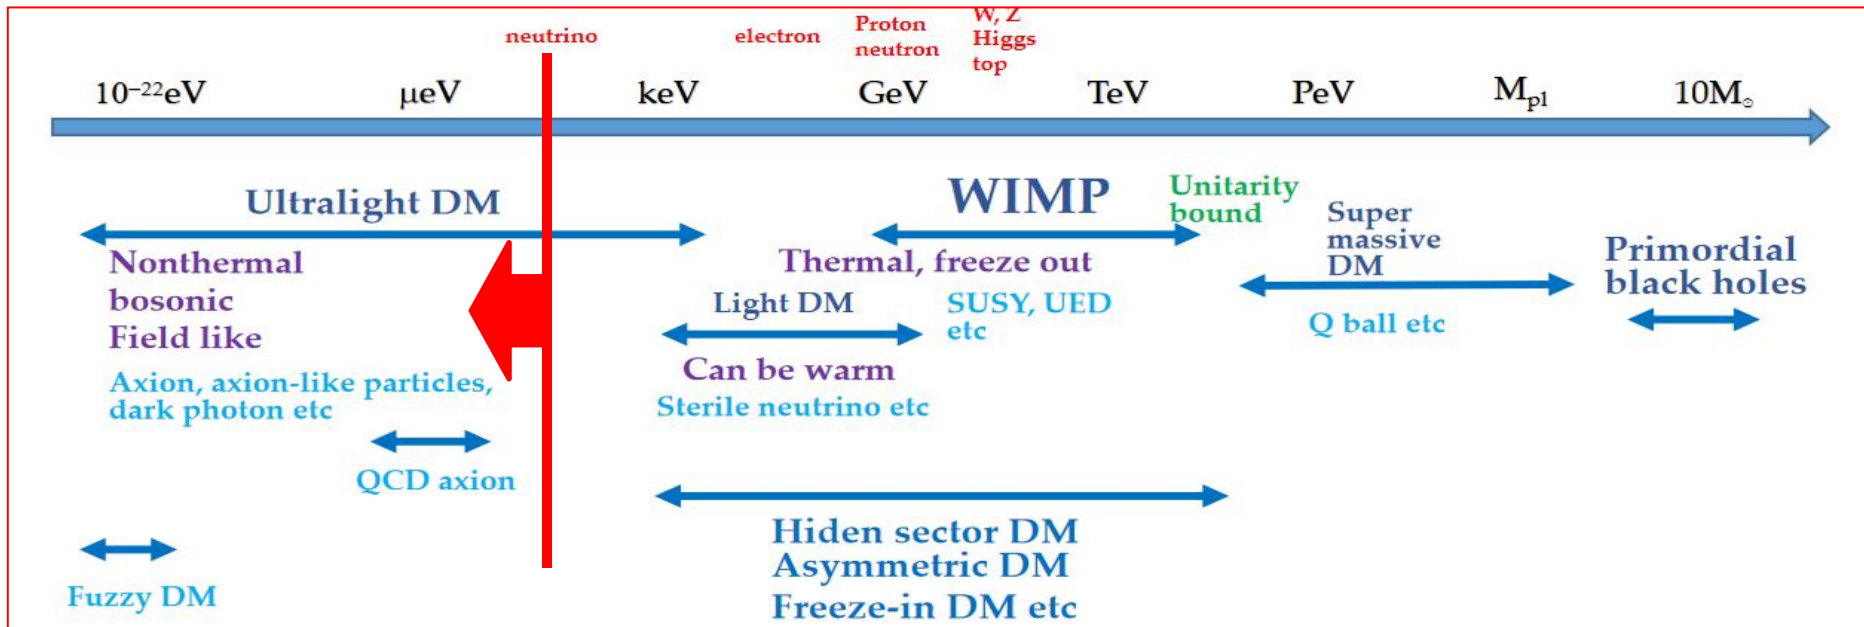 neutrino
electron
Proton
neutron
W, Z
Higgs
top
10⁻²²eV
μeV
keV
GeV
TeV
PeV
Mpl
10M☉
Ultralight DM
WIMP
Unitarity
bound
Super
massive
DM
Primordial
black holes
Nonthermal
bosonic
Field like
Thermal, freeze out
Light DM
SUSY, UED
etc
Q ball etc
Can be warm
Axion, axion-like particles,
dark photon etc
Sterile neutrino etc
QCD axion
Hiden sector DM
Asymmetric DM
Freeze-in DM etc
Fuzzy DM